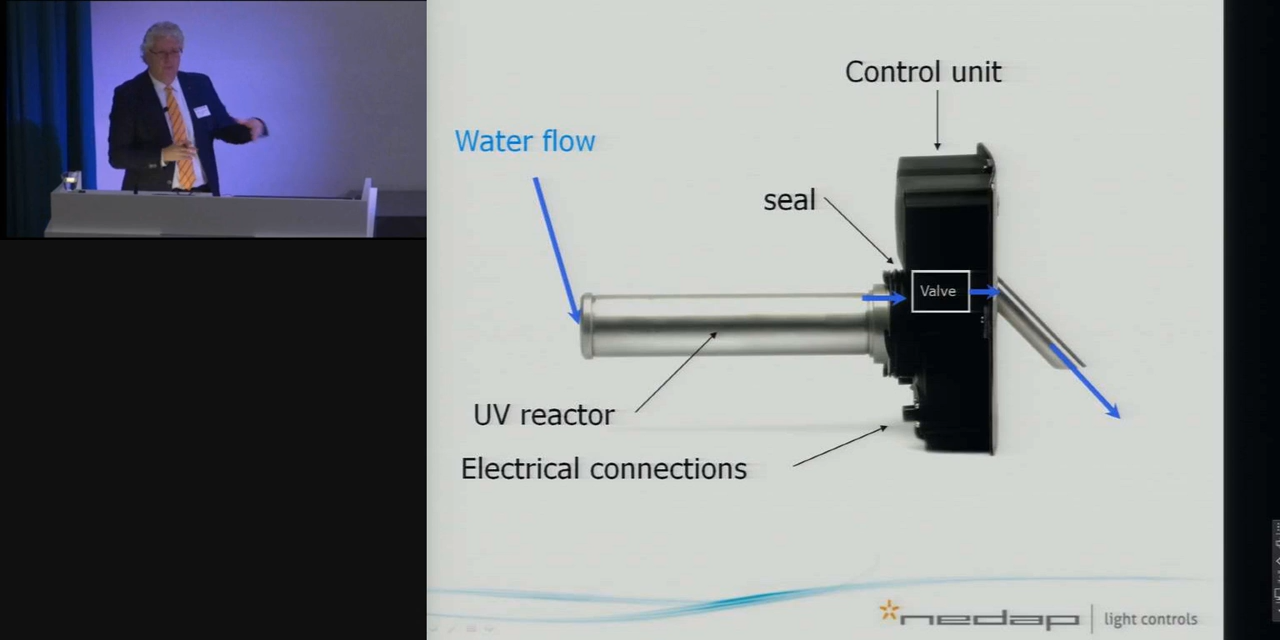 Control unit
Water flow
seal
Valve
UV reactor
Electrical connections
nedap light controls